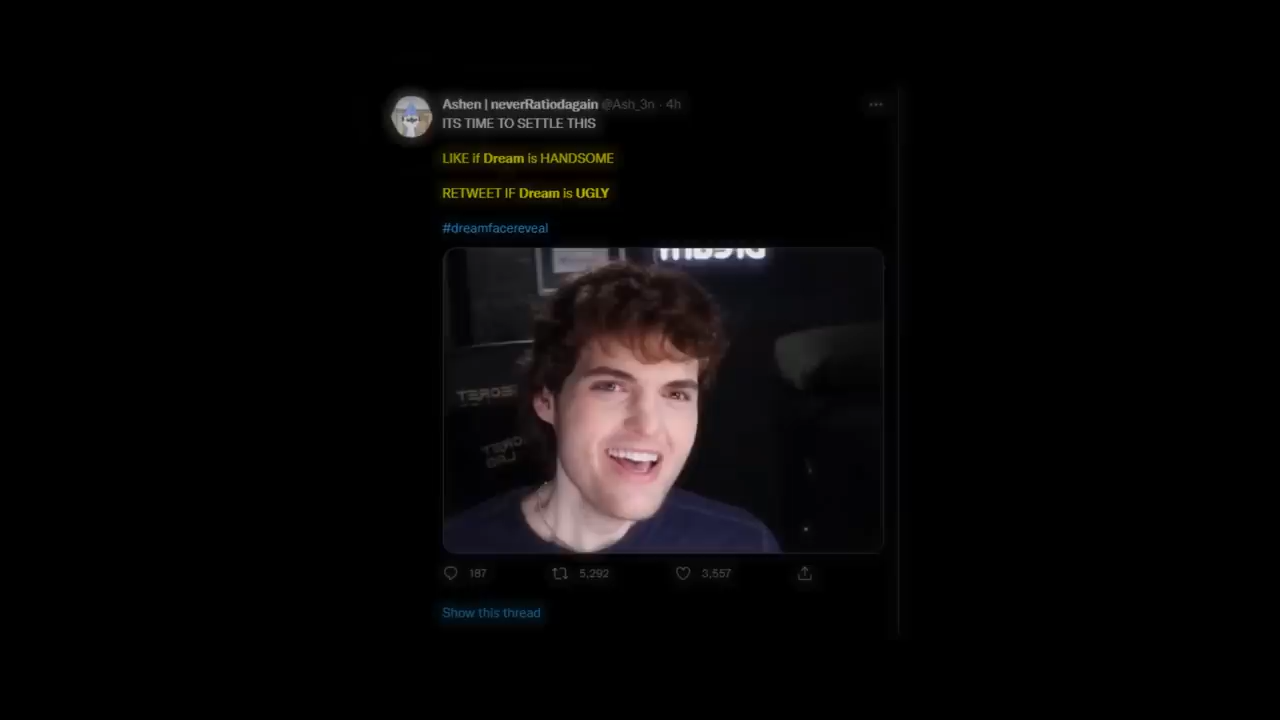 Ashen | neverRatiodagain @Ash_3n · 4h
ITS TIME TO SETTLE THIS
LIKE if Dream is HANDSOME
RETWEET IF Dream is UGLY
#dreamfacereveal
187 5,292 3,557
Show this thread